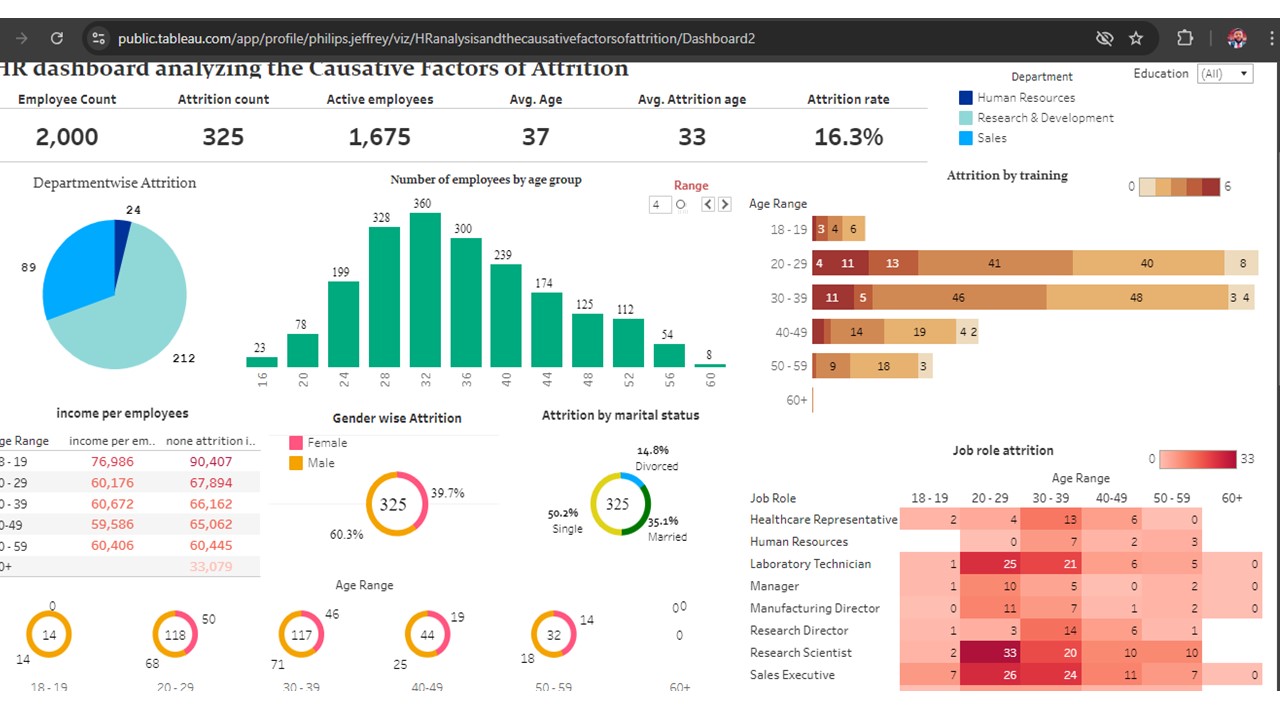 public.tableau.com/app/profile/philips.jeffrey/viz/HRanalysisandthecausativefactorsofattrition/Dashboard2
HR dashboard analyzing the Causative Factors of Attrition
Employee Count Attrition count Active employees Avg. Age Avg. Attrition age Attrition rate
2,000 325 1,675 37 33 16.3%
Department
Human Resources
Research & Development
Sales
Education (All)
Departmentwise Attrition
24
89
212
Number of employees by age group
Range
4
23 78 199 328 360 300 239 174 125 112 54 8
16 20 24 28 32 36 40 44 48 52 56 60
Attrition by training
0 6
Age Range
18 - 19 3 4 6
20 - 29 4 11 13 41 40 8
30 - 39 11 5 46 48 3 4
40-49 14 19 4 2
50 - 59 9 18 3
60+
income per employees
ge Range income per em.. none attrition i..
8 - 19 76,986 90,407
0 - 29 60,176 67,894
0 - 39 60,672 66,162
0-49 59,586 65,062
0 - 59 60,406 60,445
0+ 33,079
Gender wise Attrition
Female
Male
325
39.7%
60.3%
Attrition by marital status
14.8%
Divorced
325
50.2%
Single
35.1%
Married
Age Range
0 14 14
50 118 68
46 117 71
19 44 25
14 32 18
0 0 0
18 - 19 20 - 29 30 - 39 40-49 50 - 59 60+
Job role attrition
0 33
Age Range
Job Role 18 - 19 20 - 29 30 - 39 40-49 50 - 59 60+
Healthcare Representative 2 4 13 6 0
Human Resources 0 7 2 3
Laboratory Technician 1 25 21 6 5 0
Manager 1 10 5 0 2 0
Manufacturing Director 0 11 7 1 2 0
Research Director 1 3 14 6 1
Research Scientist 2 33 20 10 10
Sales Executive 7 26 24 11 7 0